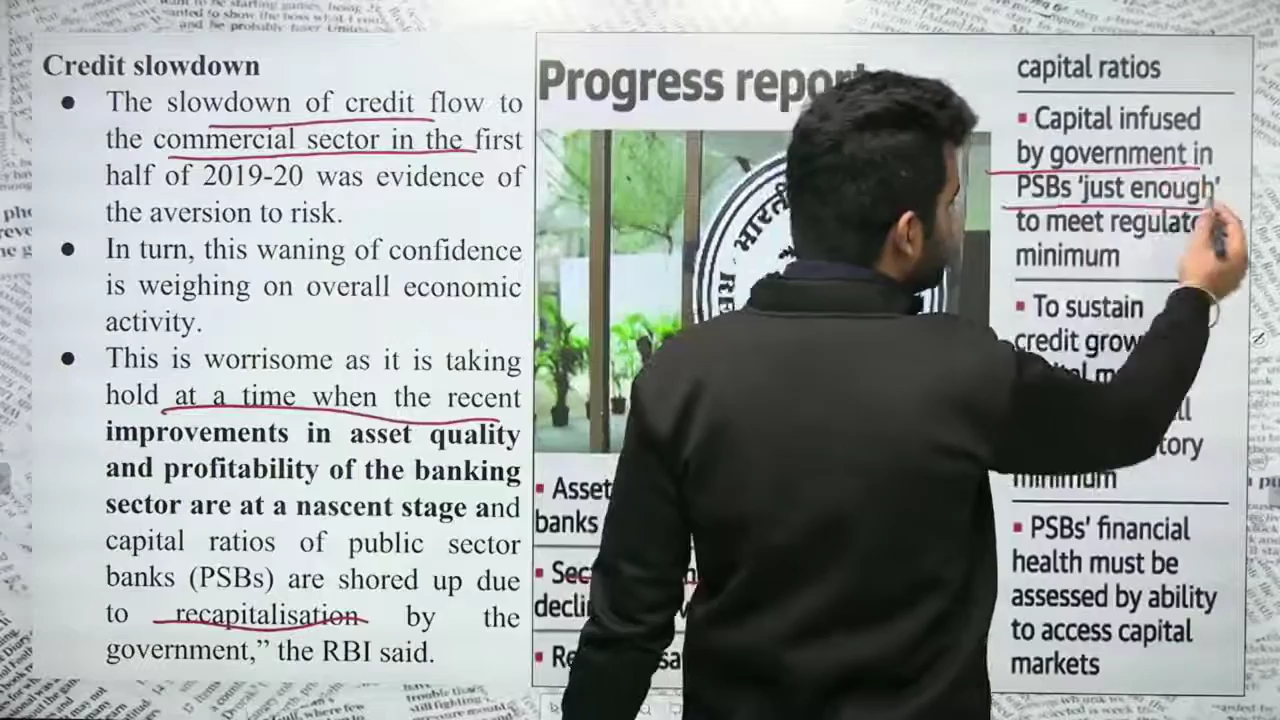 Credit slowdown
● The slowdown of credit flow to
the commercial sector in the first
half of 2019-20 was evidence of
the aversion to risk.
● In turn, this waning of confidence
is weighing on overall economic
activity.
● This is worrisome as it is taking
hold at a time when the recent
improvements in asset quality
and profitability of the banking
sector are at a nascent stage and
capital ratios of public sector
banks (PSBs) are shored up due
to recapitalisation by the
government,” the RBI said.
Progress report
▪ Asset
banks
capital ratios
▪ Capital infused
by government in
PSBs ‘just enough’
to meet regulato
minimum
▪ To sustain
credit grow
minimum
▪ PSBs’ financial
health must be
assessed by ability
to access capital
markets